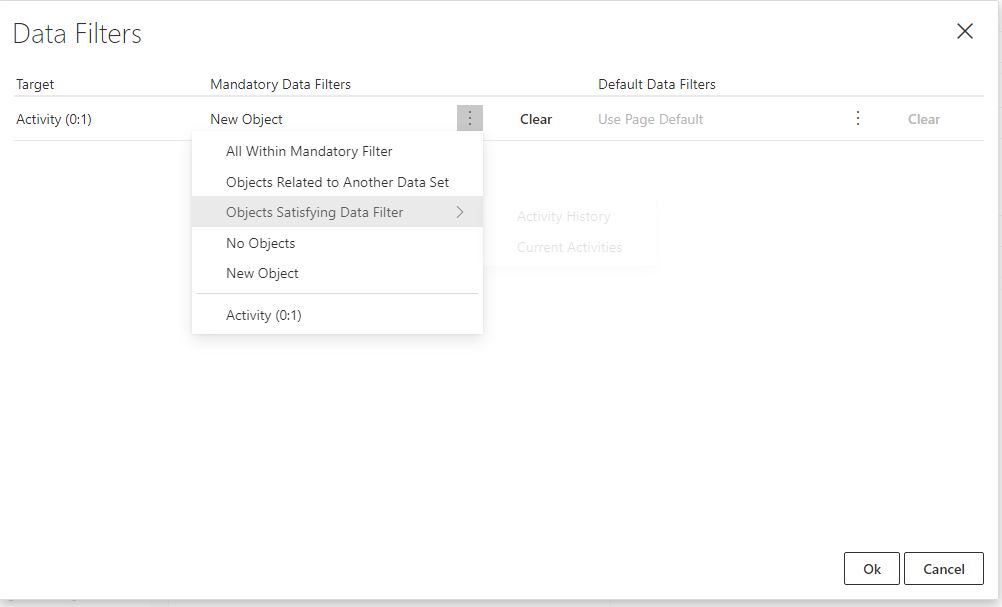 Data Filters
Target Mandatory Data Filters Default Data Filters
Activity (0:1) New Object Clear Use Page Default Clear
All Within Mandatory Filter
Objects Related to Another Data Set
Objects Satisfying Data Filter
Activity History
No Objects
Current Activities
New Object
Activity (0:1)
Ok Cancel